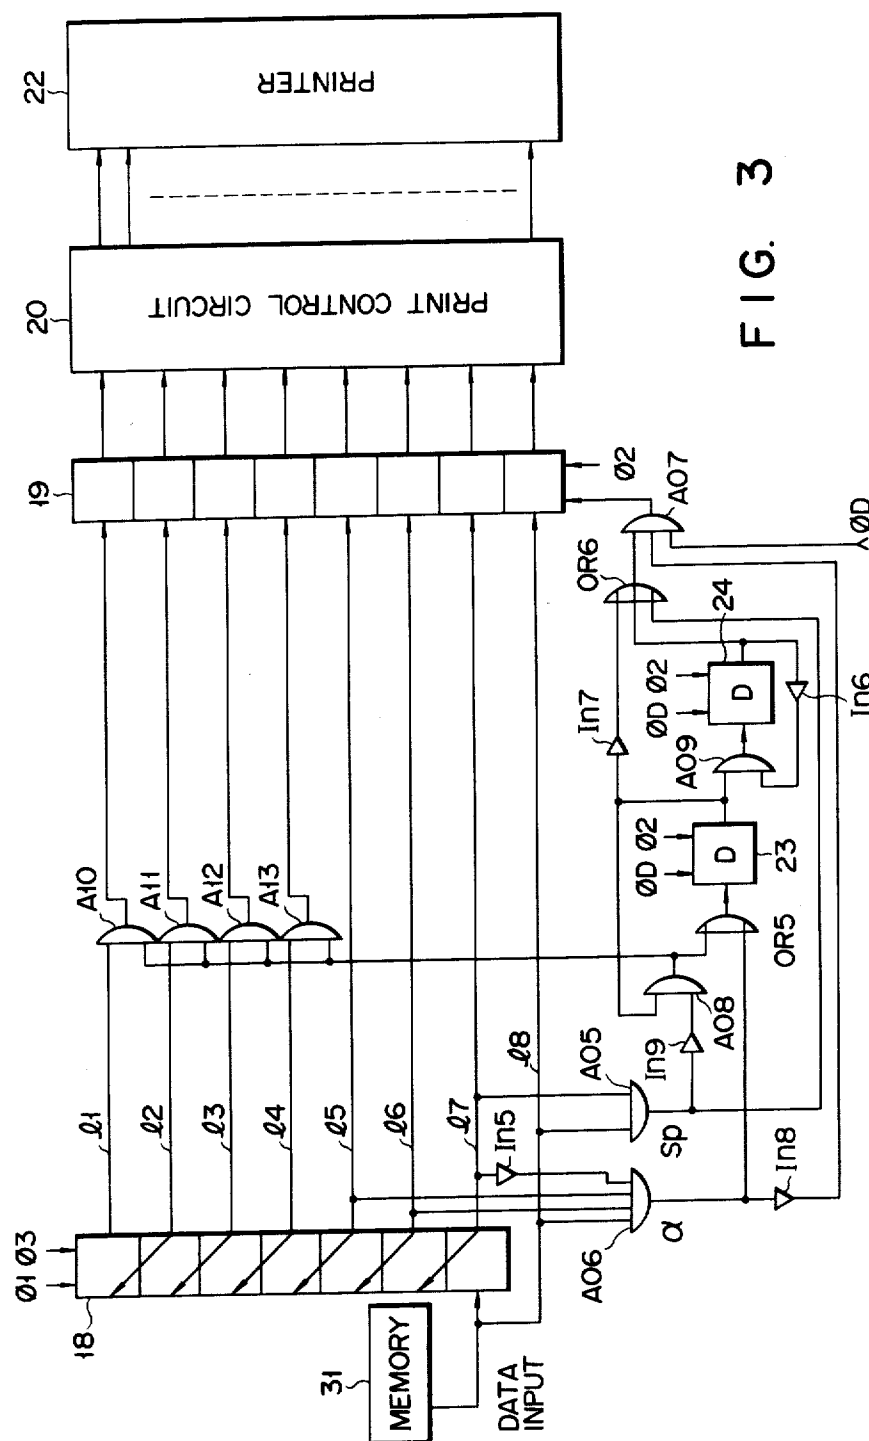 22
PRINTER
20
PRINT CONTROL CIRCUIT
FIG. 3
19
Ø2
A07
ØD
OR6
24
ØD Ø2
D
In6
In7
A09
ØD Ø2
D
23
OR5
A10
A11
A12
A13
A08
In9
A05
Sp
In8
α
A06
In5
ℓ1
ℓ2
ℓ3
ℓ4
ℓ5
ℓ6
ℓ7
ℓ8
Ø1 Ø3
18
31
MEMORY
DATA
INPUT